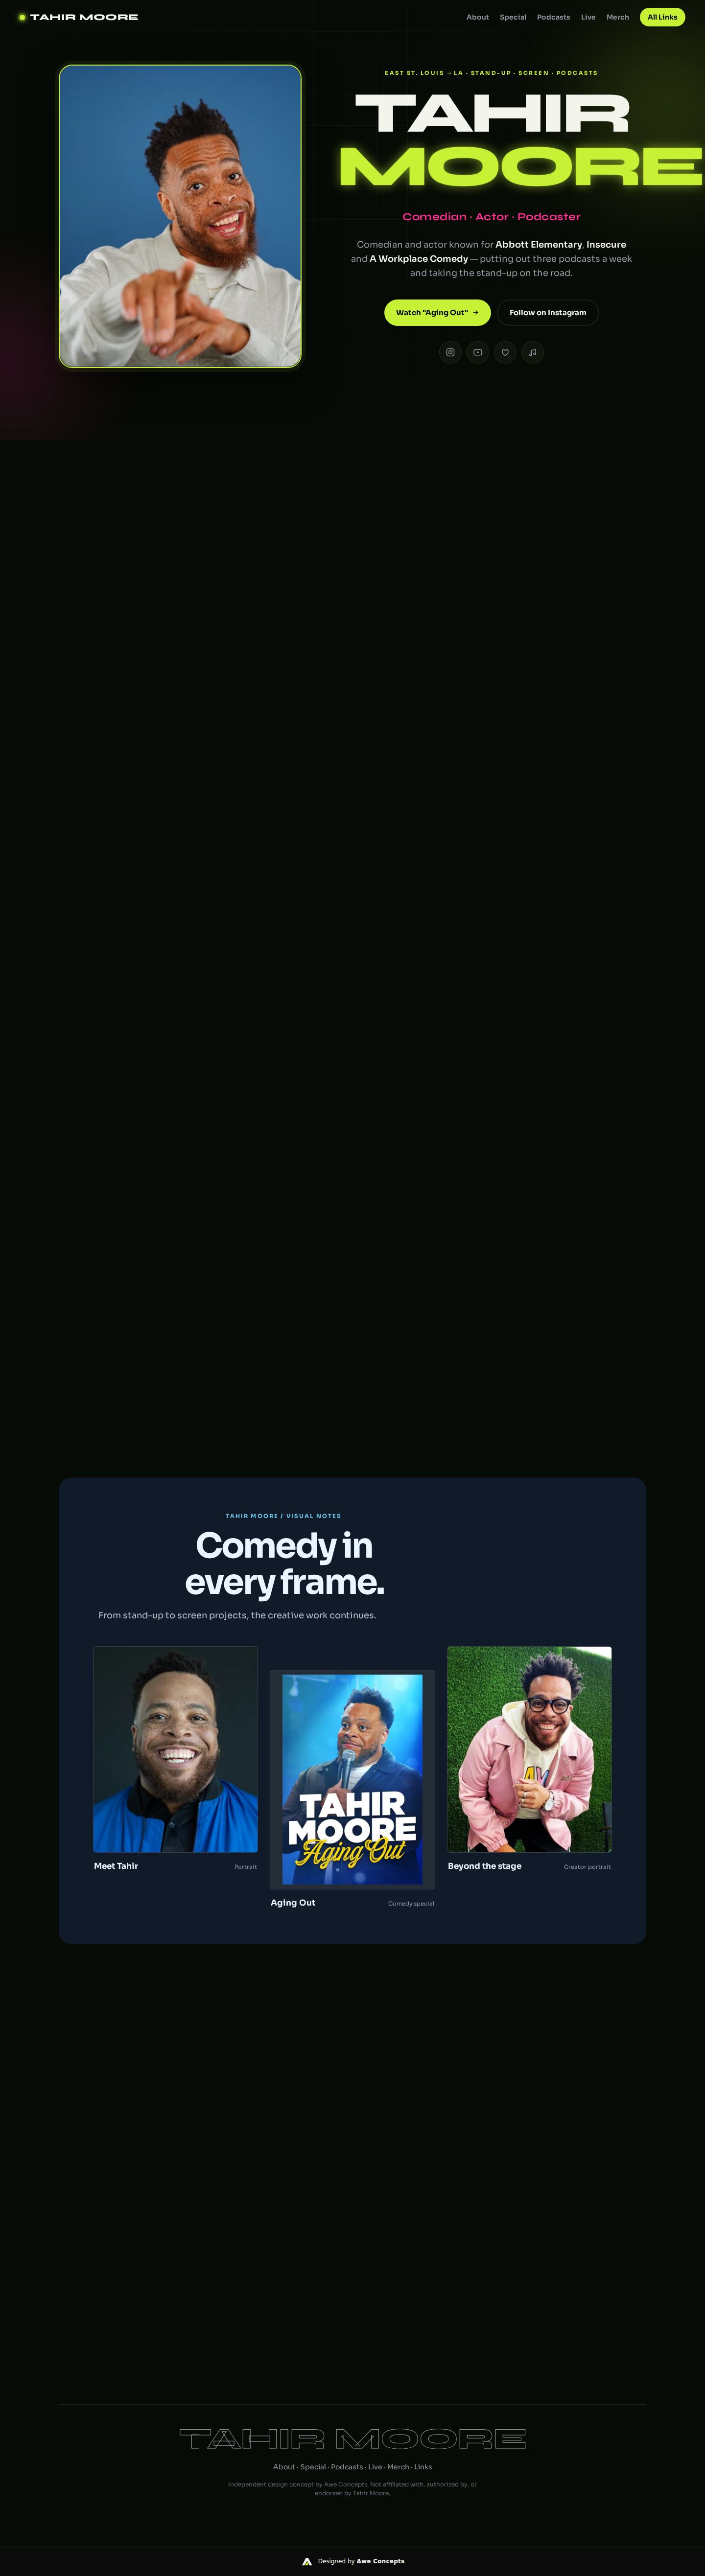 TAHIR MOORE
About Special Podcasts Live Merch All Links
EAST ST. LOUIS → LA · STAND-UP · SCREEN · PODCASTS
TAHIR
MOORE
Comedian · Actor · Podcaster
Comedian and actor known for Abbott Elementary, Insecure
and A Workplace Comedy — putting out three podcasts a week
and taking the stand-up on the road.
Watch "Aging Out" →
Follow on Instagram
TAHIR MOORE / VISUAL NOTES
Comedy in
every frame.
From stand-up to screen projects, the creative work continues.
TAHIR
MOORE
Aging Out
Meet Tahir Portrait
Aging Out Comedy special
Beyond the stage Creator portrait
TAHIR MOORE
About · Special · Podcasts · Live · Merch · Links
Independent design concept by Awe Concepts. Not affiliated with, authorized by, or
endorsed by Tahir Moore.
Designed by Awe Concepts